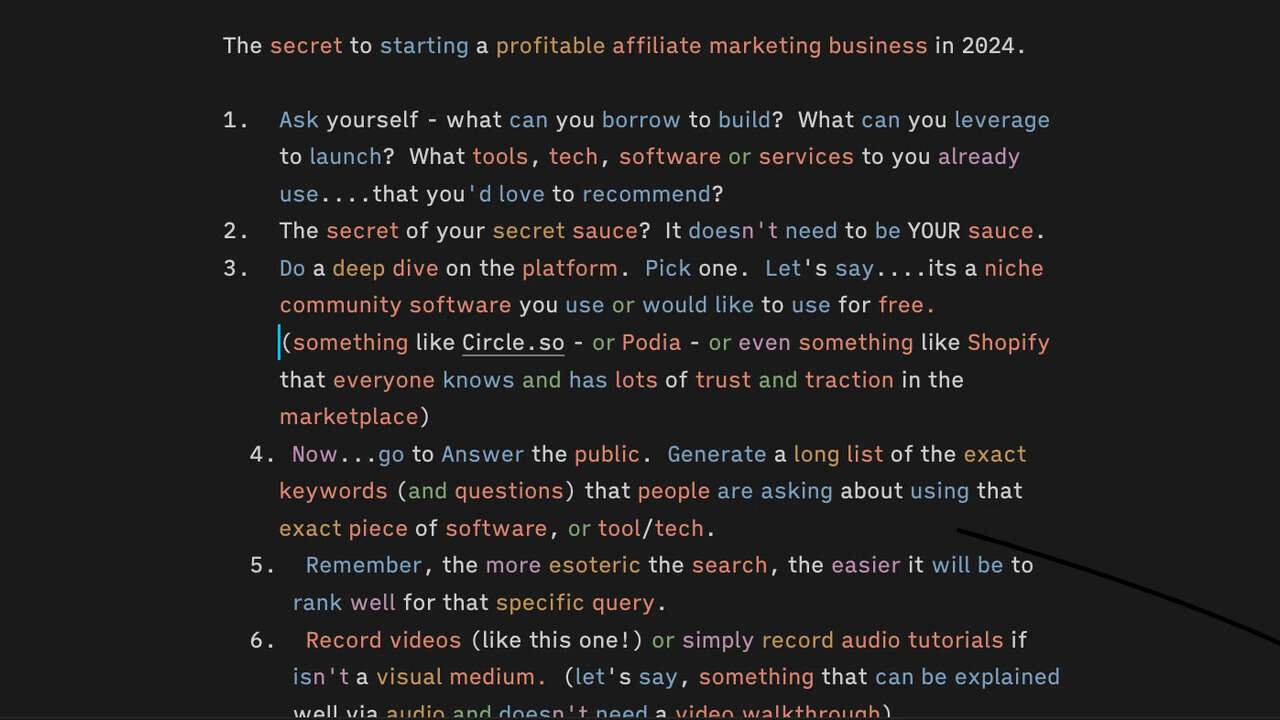 The secret to starting a profitable affiliate marketing business in 2024.
1. Ask yourself - what can you borrow to build? What can you leverage
to launch? What tools, tech, software or services to you already
use....that you'd love to recommend?
2. The secret of your secret sauce? It doesn't need to be YOUR sauce.
3. Do a deep dive on the platform. Pick one. Let's say....its a niche
community software you use or would like to use for free.
(something like Circle.so - or Podia - or even something like Shopify
that everyone knows and has lots of trust and traction in the
marketplace)
4. Now...go to Answer the public. Generate a long list of the exact
keywords (and questions) that people are asking about using that
exact piece of software, or tool/tech.
5. Remember, the more esoteric the search, the easier it will be to
rank well for that specific query.
6. Record videos (like this one!) or simply record audio tutorials if
isn't a visual medium. (let's say, something that can be explained
well via audio and doesn't need a video walkthrough)